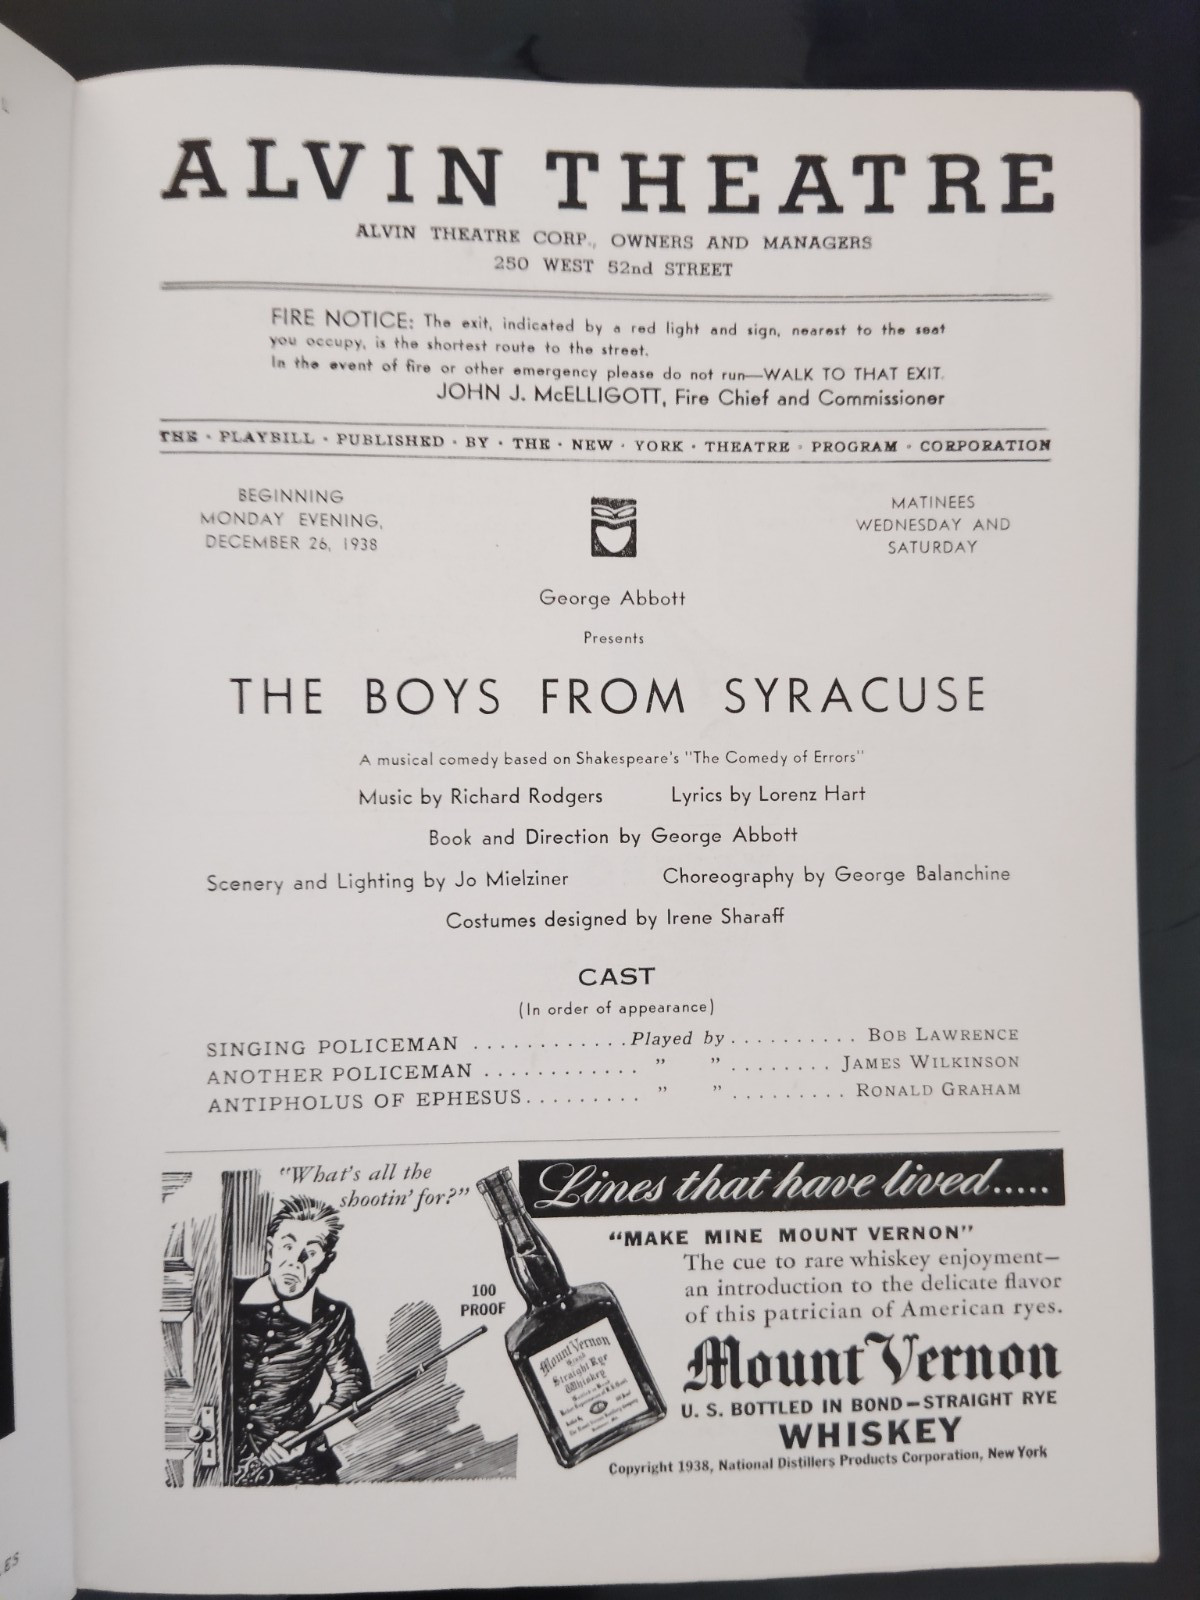 ALVIN THEATRE
ALVIN THEATRE CORP., OWNERS AND MANAGERS
250 WEST 52nd STREET
FIRE NOTICE: The exit, indicated by a red light and sign, nearest to the seat
you occupy, is the shortest route to the street.
In the event of fire or other emergency please do not run—WALK TO THAT EXIT.
JOHN J. McELLIGOTT, Fire Chief and Commissioner
THE · PLAYBILL · PUBLISHED · BY · THE · NEW · YORK · THEATRE · PROGRAM · CORPORATION
BEGINNING
MONDAY EVENING,
DECEMBER 26, 1938
MATINEES
WEDNESDAY AND
SATURDAY
George Abbott
Presents
THE BOYS FROM SYRACUSE
A musical comedy based on Shakespeare's "The Comedy of Errors"
Music by Richard Rodgers Lyrics by Lorenz Hart
Book and Direction by George Abbott
Scenery and Lighting by Jo Mielziner Choreography by George Balanchine
Costumes designed by Irene Sharaff
CAST
(In order of appearance)
SINGING POLICEMAN ............Played by.......... BOB LAWRENCE
ANOTHER POLICEMAN ............ " " ........ JAMES WILKINSON
ANTIPHOLUS OF EPHESUS......... " " ......... RONALD GRAHAM
"What's all the
shootin' for?"
100
PROOF
Mount Vernon
Brand
Straight Rye
Whiskey
Lines that have lived.....
"MAKE MINE MOUNT VERNON"
The cue to rare whiskey enjoyment—
an introduction to the delicate flavor
of this patrician of American ryes.
Mount Vernon
U. S. BOTTLED IN BOND—STRAIGHT RYE
WHISKEY
Copyright 1938, National Distillers Products Corporation, New York